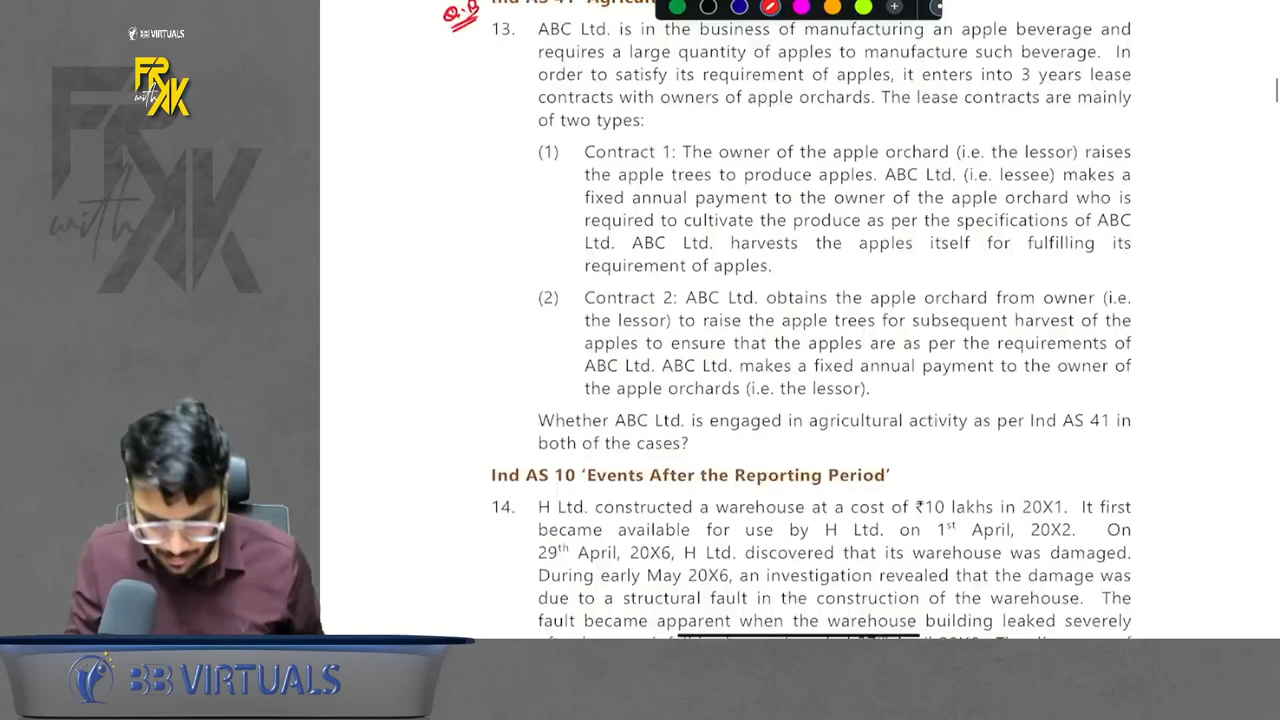 Q.9
Ind AS 41 'Agricul
13. ABC Ltd. is in the business of manufacturing an apple beverage and
requires a large quantity of apples to manufacture such beverage. In
order to satisfy its requirement of apples, it enters into 3 years lease
contracts with owners of apple orchards. The lease contracts are mainly
of two types:
(1) Contract 1: The owner of the apple orchard (i.e. the lessor) raises
the apple trees to produce apples. ABC Ltd. (i.e. lessee) makes a
fixed annual payment to the owner of the apple orchard who is
required to cultivate the produce as per the specifications of ABC
Ltd. ABC Ltd. harvests the apples itself for fulfilling its
requirement of apples.
(2) Contract 2: ABC Ltd. obtains the apple orchard from owner (i.e.
the lessor) to raise the apple trees for subsequent harvest of the
apples to ensure that the apples are as per the requirements of
ABC Ltd. ABC Ltd. makes a fixed annual payment to the owner of
the apple orchards (i.e. the lessor).
Whether ABC Ltd. is engaged in agricultural activity as per Ind AS 41 in
both of the cases?
Ind AS 10 'Events After the Reporting Period'
14. H Ltd. constructed a warehouse at a cost of ₹10 lakhs in 20X1. It first
became available for use by H Ltd. on 1st April, 20X2. On
29th April, 20X6, H Ltd. discovered that its warehouse was damaged.
During early May 20X6, an investigation revealed that the damage was
due to a structural fault in the construction of the warehouse. The
fault became apparent when the warehouse building leaked severely
BB VIRTUALS
FR
with AK
FR
with AK
BB VIRTUALS